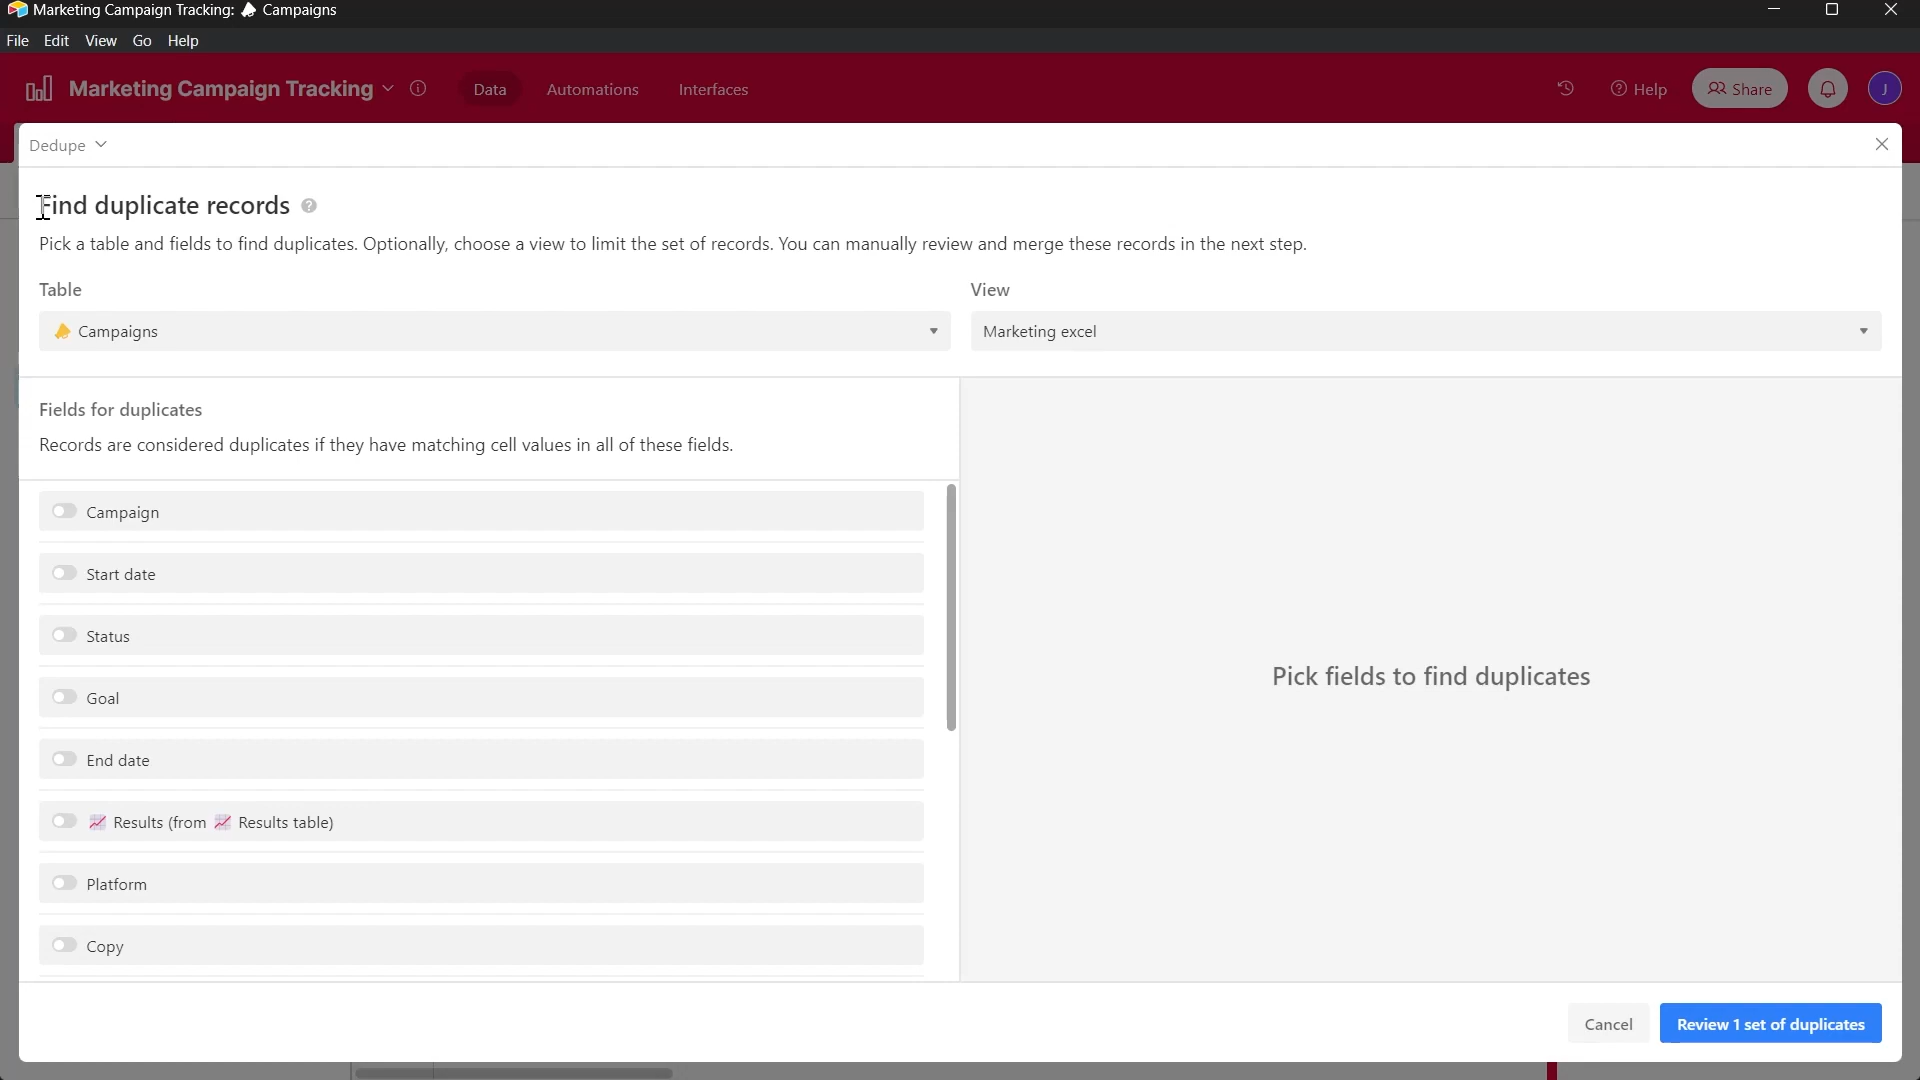 Marketing Campaign Tracking: Campaigns
File Edit View Go Help
Marketing Campaign Tracking Data Automations Interfaces Help Share J
Dedupe
Find duplicate records ?
Pick a table and fields to find duplicates. Optionally, choose a view to limit the set of records. You can manually review and merge these records in the next step.
Table View
Campaigns Marketing excel
Fields for duplicates
Records are considered duplicates if they have matching cell values in all of these fields.
Campaign
Start date
Status
Goal
End date
Results (from Results table)
Platform
Copy
Pick fields to find duplicates
Cancel Review 1 set of duplicates